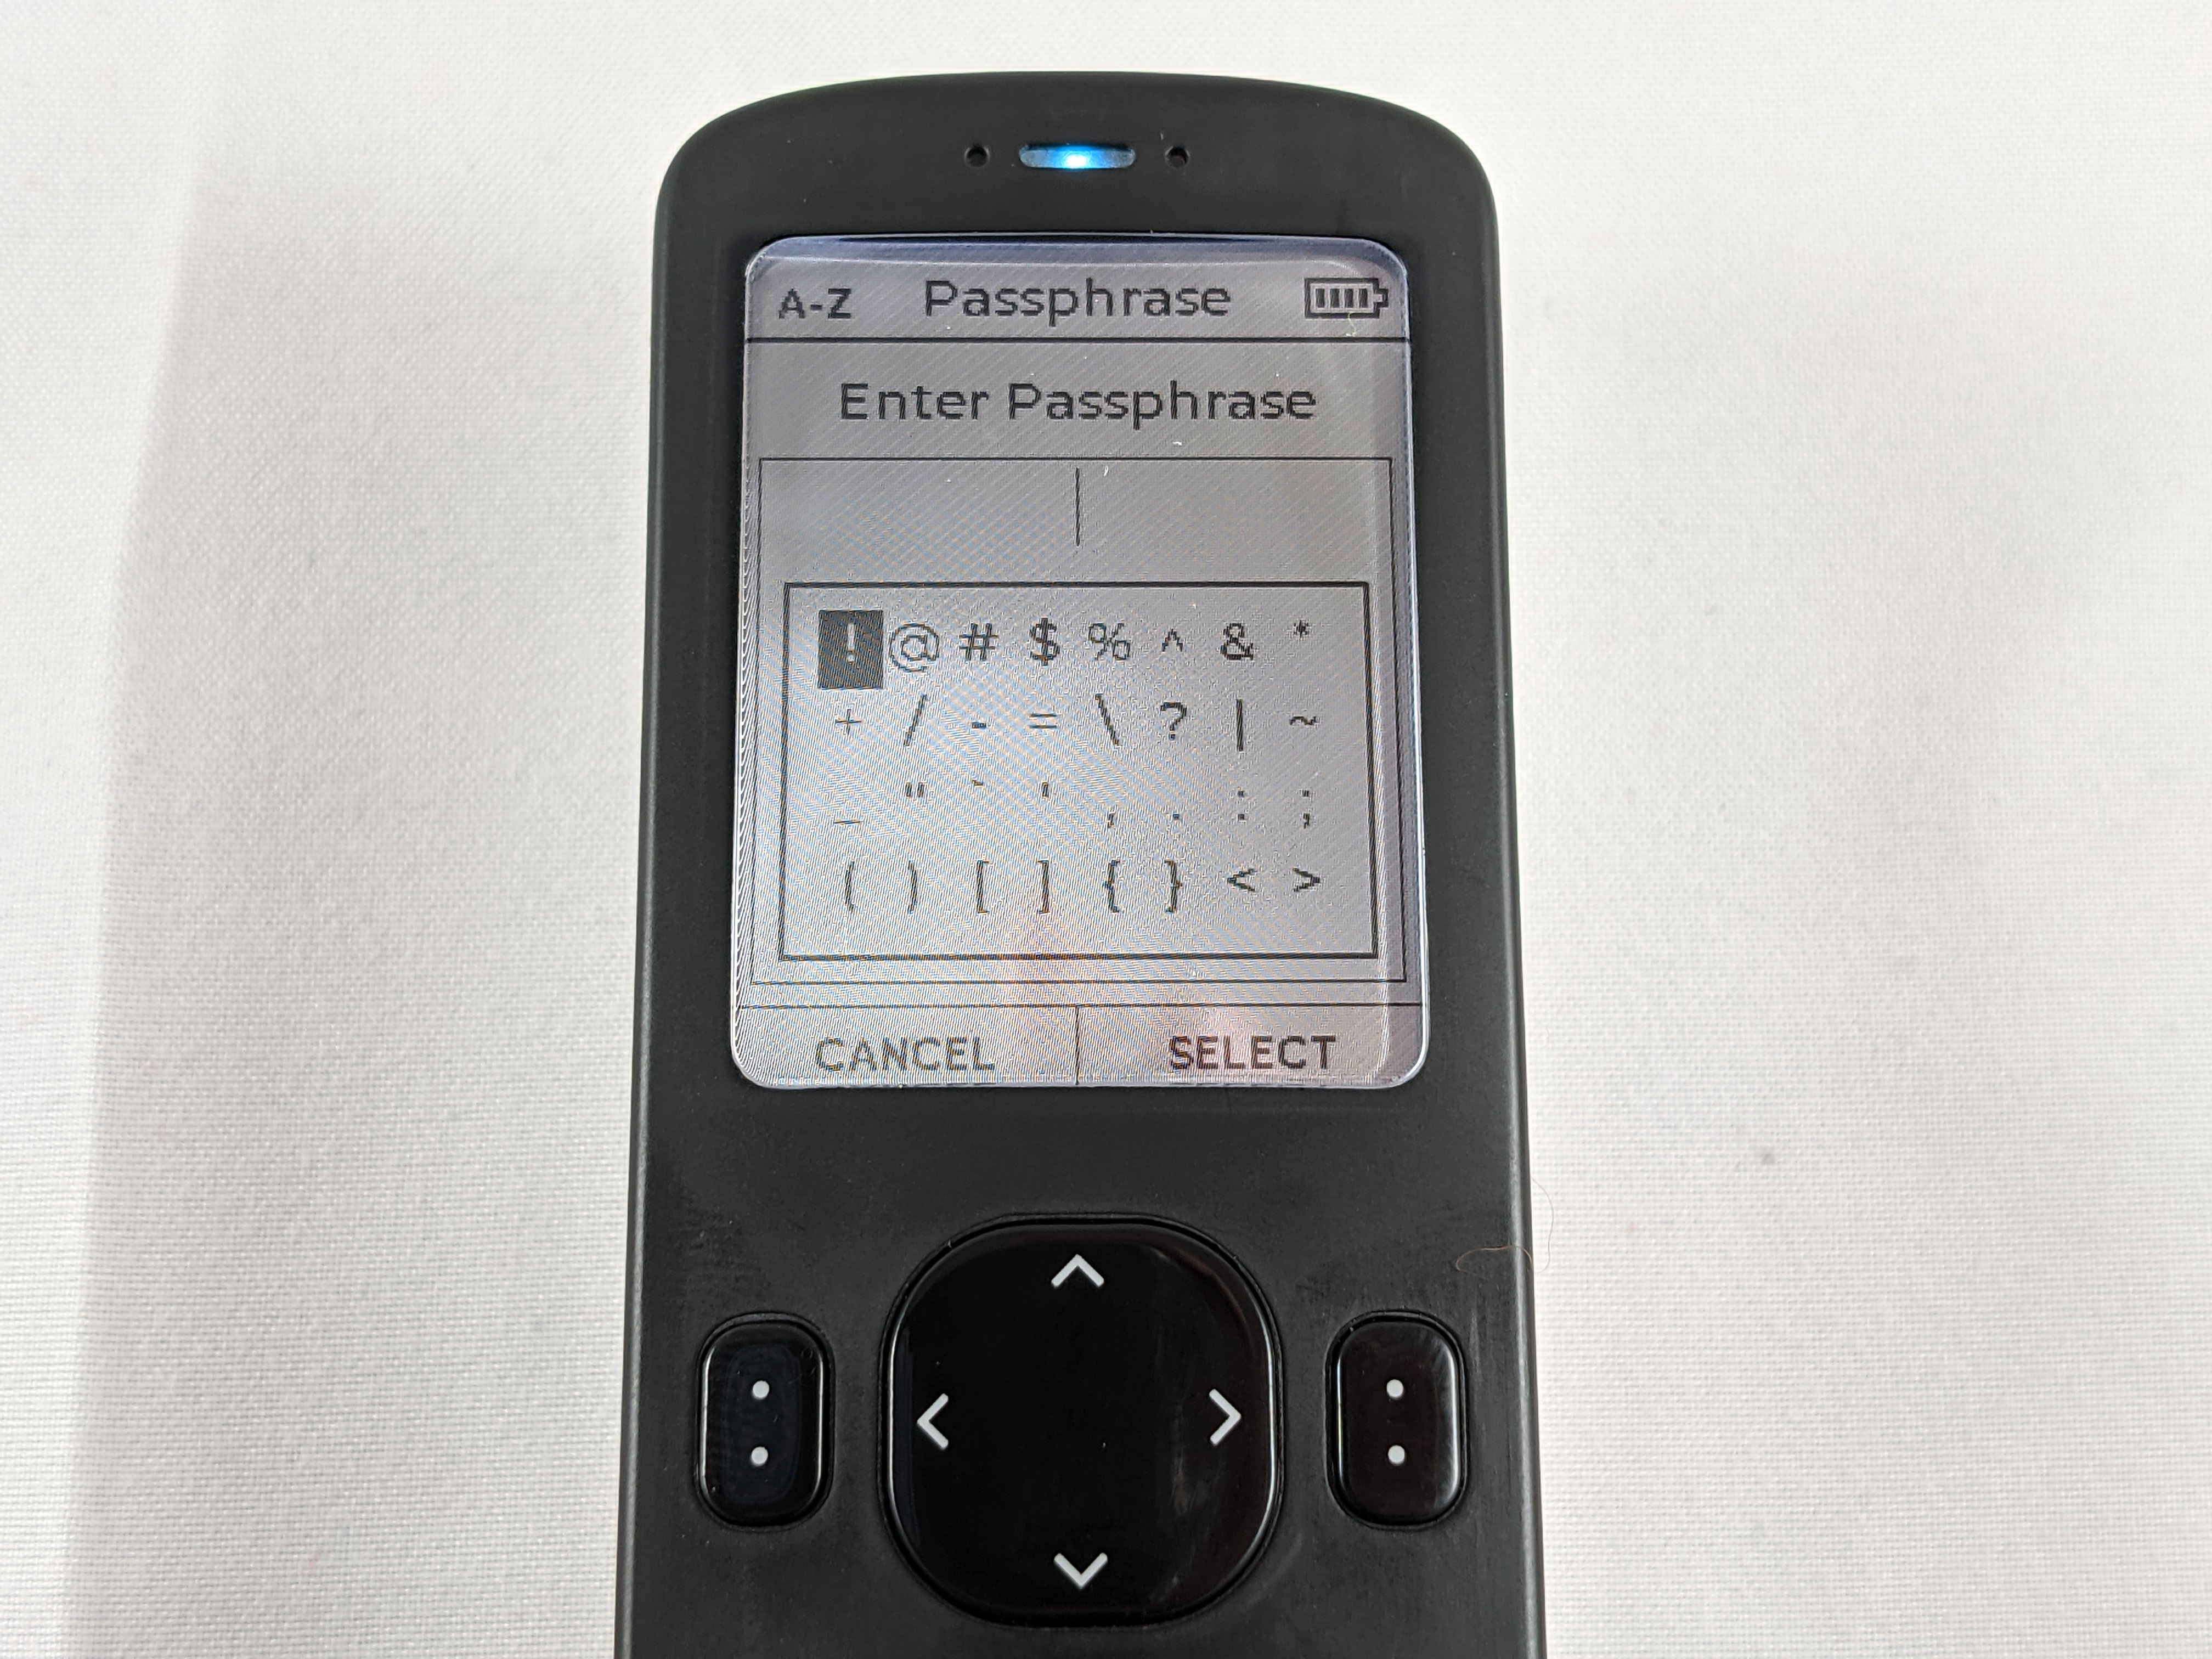 A-Z Passphrase
Enter Passphrase
! @ # $ % ^ & *
+ / - = \ ? | ~
_ " ` ' , . : ;
( ) [ ] { } < >
CANCEL SELECT